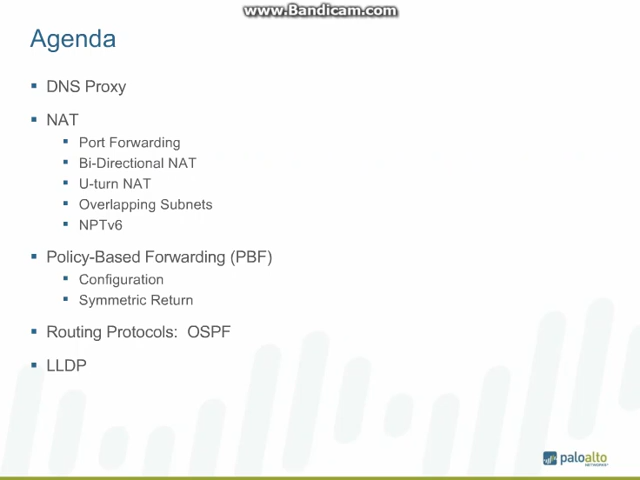 www.Bandicam.com
Agenda
DNS Proxy
NAT
Port Forwarding
Bi-Directional NAT
U-turn NAT
Overlapping Subnets
NPTv6
Policy-Based Forwarding (PBF)
Configuration
Symmetric Return
Routing Protocols: OSPF
LLDP
paloalto
NETWORKS